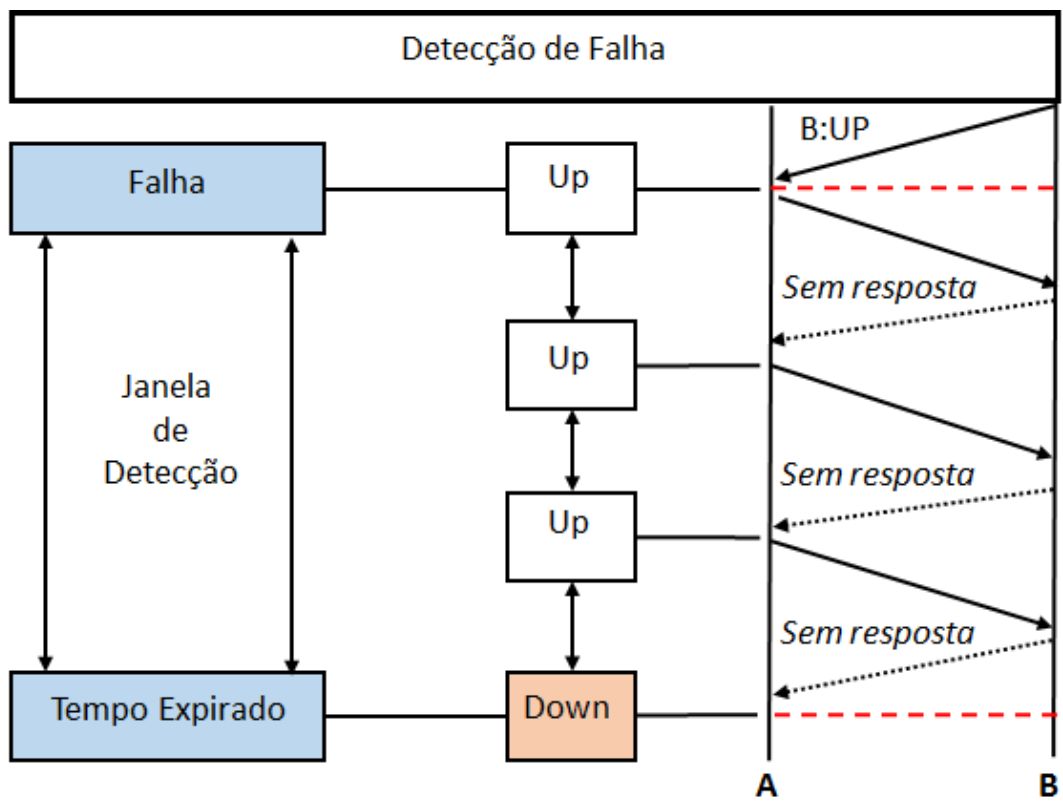 Detecção de Falha
B:UP
Falha
Up
Sem resposta
Up
Janela
de
Detecção
Sem resposta
Up
Sem resposta
Tempo Expirado
Down
A
B